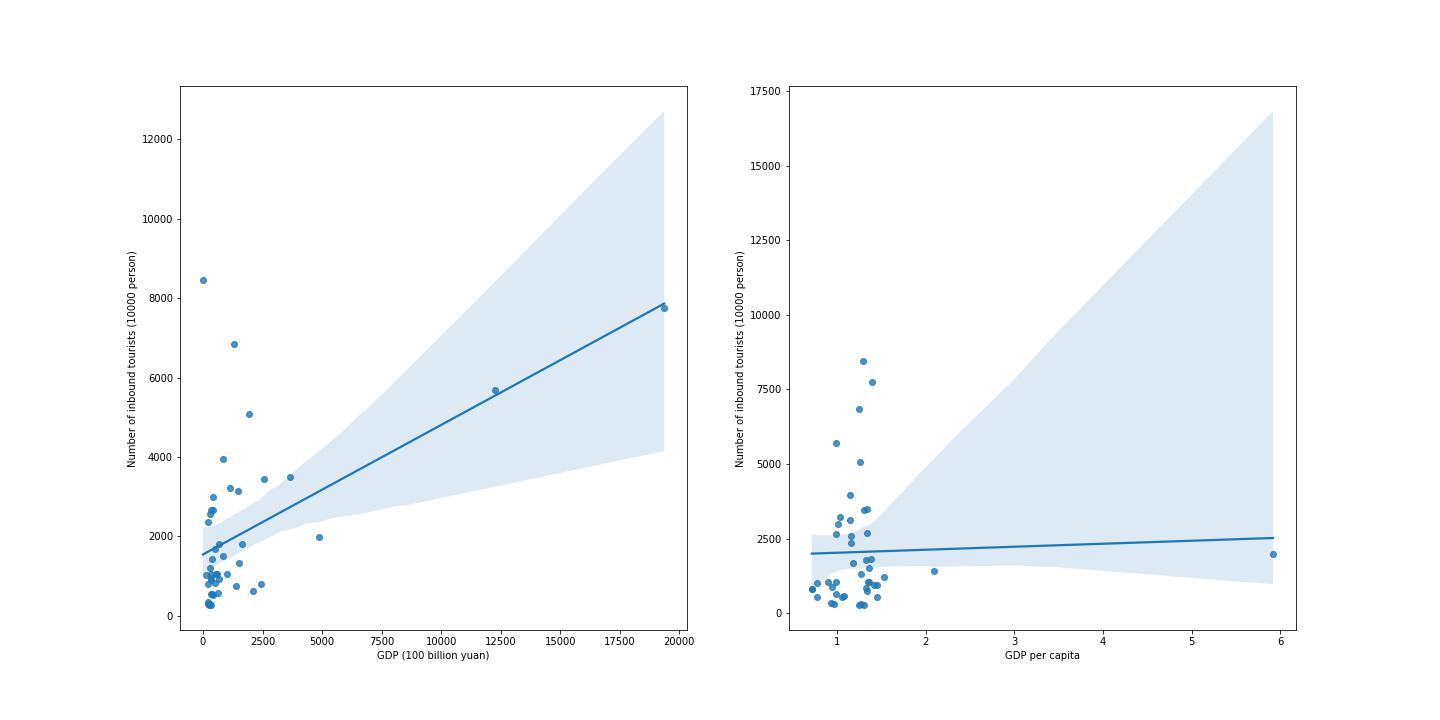 12000
10000
8000
6000
4000
2000
0
Number of inbound tourists (10000 person)
0 2500 5000 7500 10000 12500 15000 17500 20000
GDP (100 billion yuan)
17500
15000
12500
10000
7500
5000
2500
0
Number of inbound tourists (10000 person)
1 2 3 4 5 6
GDP per capita